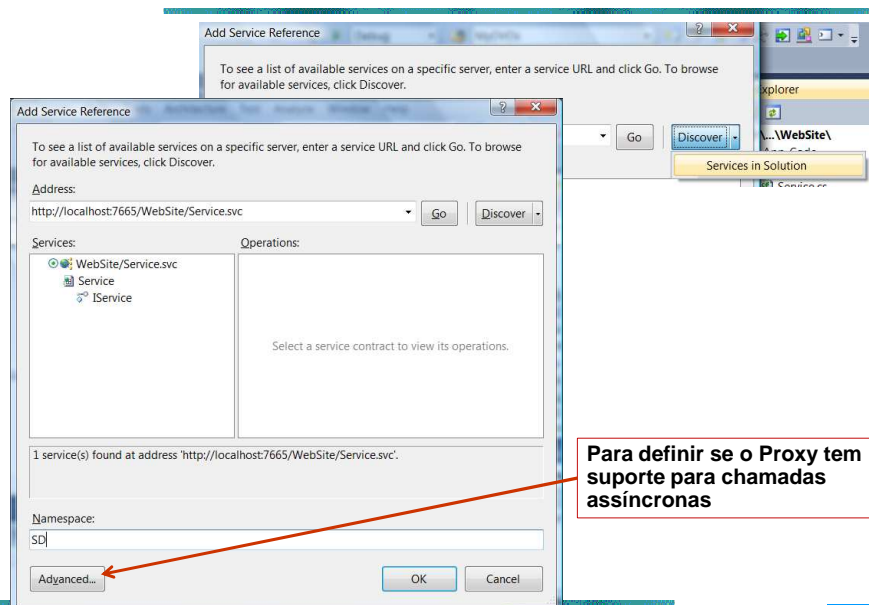 Add Service Reference
To see a list of available services on a specific server, enter a service URL and click Go. To browse
for available services, click Discover.
Go
Discover
Services in Solution
xplorer
\...\WebSite\
Add Service Reference
To see a list of available services on a specific server, enter a service URL and click Go. To browse
for available services, click Discover.
Address:
http://localhost:7665/WebSite/Service.svc
Go
Discover
Services:
Operations:
WebSite/Service.svc
Service
IService
Select a service contract to view its operations.
1 service(s) found at address 'http://localhost:7665/WebSite/Service.svc'.
Namespace:
SD
Advanced...
OK
Cancel
Para definir se o Proxy tem
suporte para chamadas
assíncronas